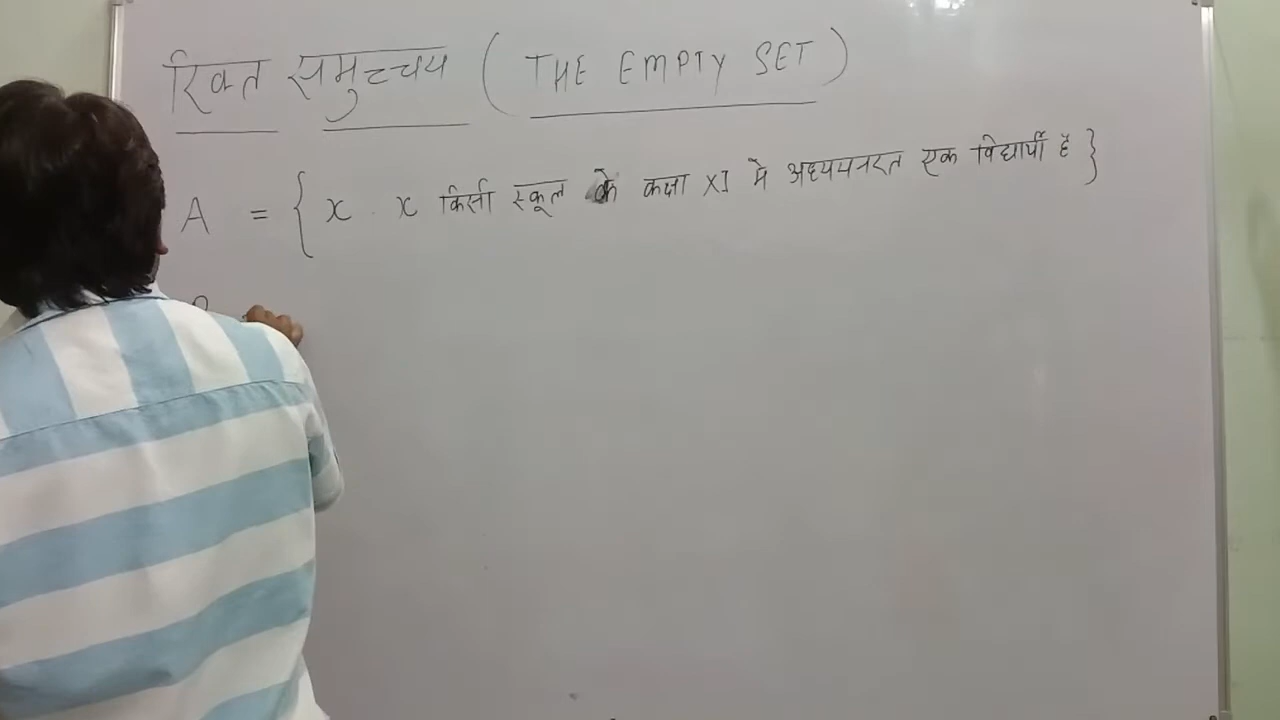 रिक्त समुच्चय ( THE EMPTY SET )
A = { x x किसी स्कूल के कक्षा XI मे अध्ययनरत एक विद्यार्थी है }